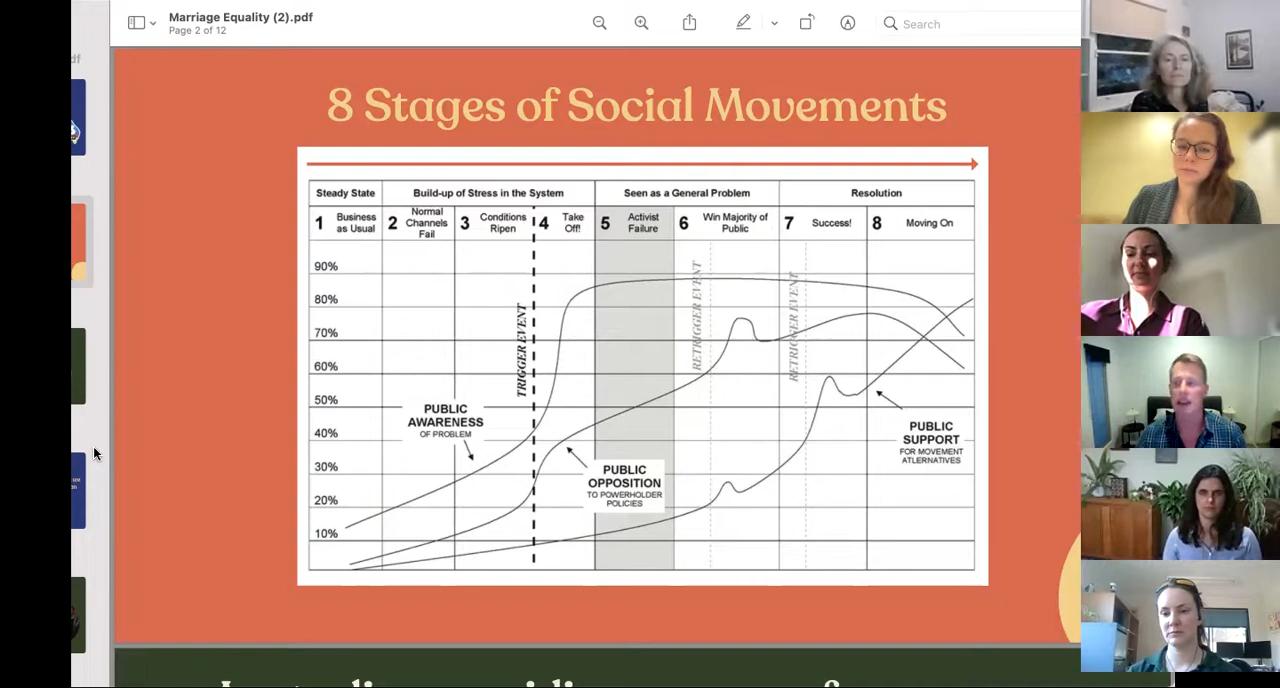 Marriage Equality (2).pdf
Page 2 of 12
Search
df
8 Stages of Social Movements
Steady State
Build-up of Stress in the System
Seen as a General Problem
Resolution
1 Business as Usual
2 Normal Channels Fail
3 Conditions Ripen
4 Take Off!
5 Activist Failure
6 Win Majority of Public
7 Success!
8 Moving On
90%
80%
70%
60%
50%
40%
30%
20%
10%
TRIGGER EVENT
RETRIGGER EVENT
RETRIGGER EVENT
PUBLIC
AWARENESS
OF PROBLEM
PUBLIC
OPPOSITION
TO POWERHOLDER
POLICIES
PUBLIC
SUPPORT
FOR MOVEMENT
ATLERNATIVES